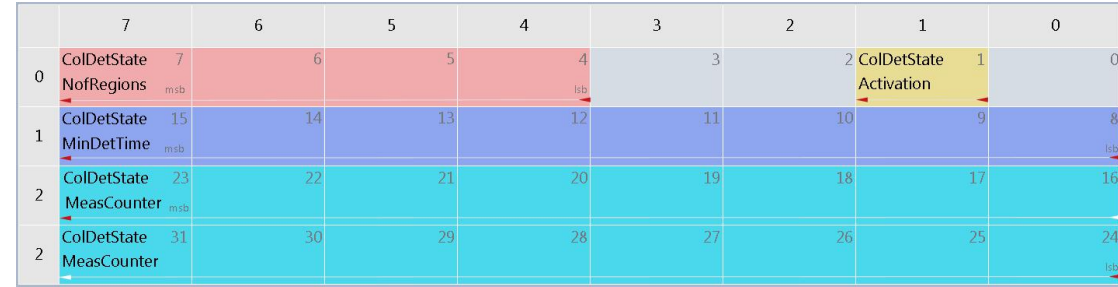 7 6 5 4 3 2 1 0
0 ColDetState 7 6 5 4 3 2 ColDetState 1 0
NofRegions msb lsb Activation
1 ColDetState 15 14 13 12 11 10 9 8
MinDetTime msb lsb
2 ColDetState 23 22 21 20 19 18 17 16
MeasCounter msb
2 ColDetState 31 30 29 28 27 26 25 24
MeasCounter lsb